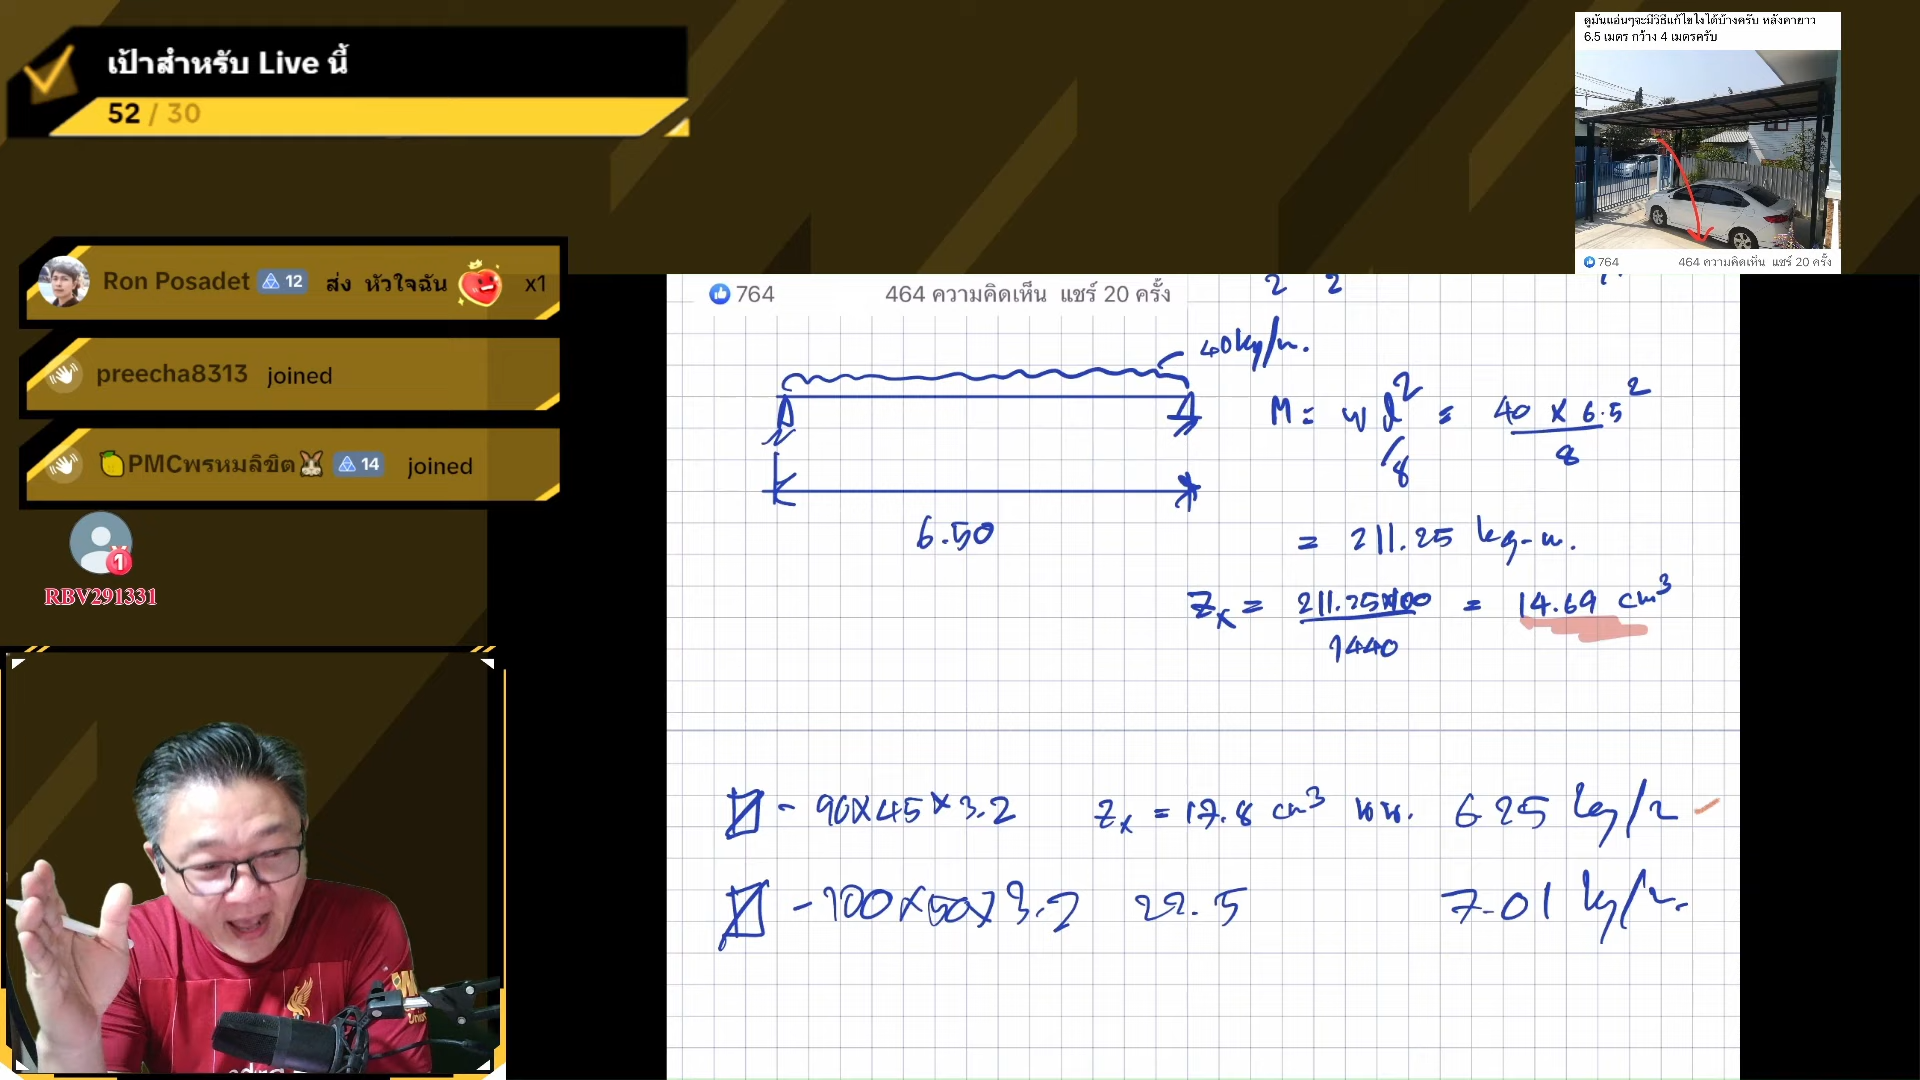 เป้าสำหรับ Live นี้
52 / 30
Ron Posadet 12 ส่ง หัวใจฉัน x1
preecha8313 joined
🍋PMCพรหมลิขิต🐰 14 joined
1
RBV291331
ดูมันแอ่นๆจะมีวิธีแก้ไขไงได้บ้างครับ หลังคายาว
6.5 เมตร กว้าง 4 เมตรครับ
764 464 ความคิดเห็น แชร์ 20 ครั้ง
764 464 ความคิดเห็น แชร์ 20 ครั้ง
2 2
40kg/m.
M = wl²/8 = 40 x 6.5²
8
6.50
= 211.25 kg-m.
Zx = 211.25x100 = 14.69 cm³
1440
- 90x45x3.2 Zx = 17.8 cm³ นน. 6.25 kg/m
- 100x50x3.2 22.5 7.01 kg/m.